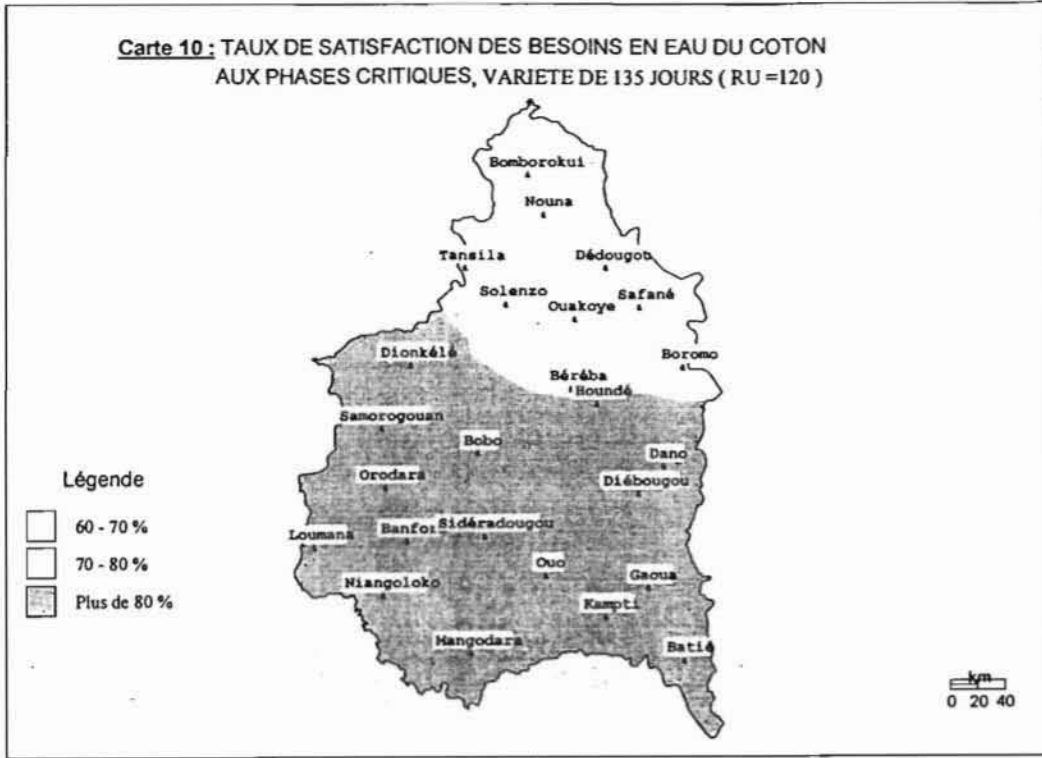 Carte 10 : TAUX DE SATISFACTION DES BESOINS EN EAU DU COTON
AUX PHASES CRITIQUES, VARIETE DE 135 JOURS ( RU =120 )
Bomborokui
Nouna
Tansila
Dédougou
Solenzo
Safané
Ouakoye
Boromo
Dionkélé
Béréba
Houndé
Samorogouan
Bobo
Dano
Orodara
Diébougou
Légende
60 - 70 %
70 - 80 %
Plus de 80 %
Loumana
Banfor
Sidéradougou
Ouo
Gaoua
Niangoloko
Kampti
Mangodara
Batié
km
0 20 40